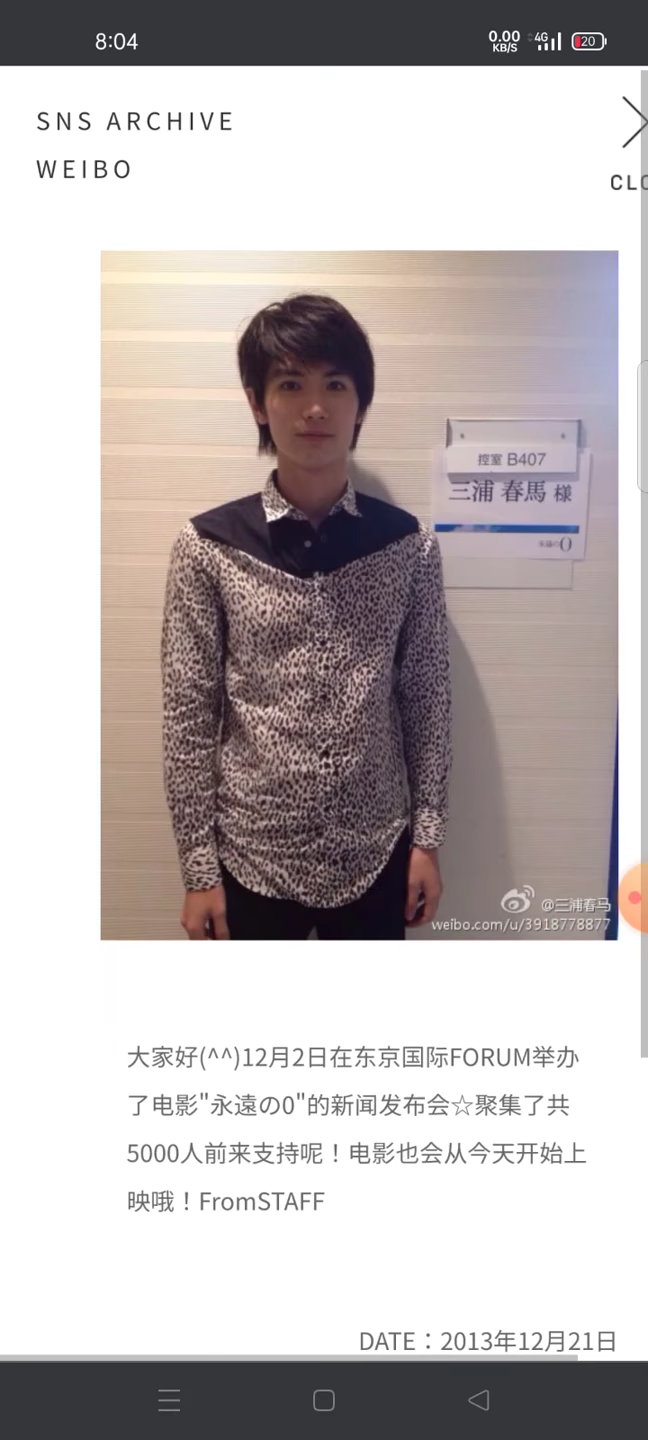 8:04
0.00
KB/S
4G
20
SNS ARCHIVE
WEIBO
CLO
控室 B407
三浦 春馬 様
永遠の0
@三浦春马
weibo.com/u/3918778877
大家好(^^)12月2日在东京国际FORUM举办
了电影"永遠の0"的新闻发布会☆聚集了共
5000人前来支持呢！电影也会从今天开始上
映哦！FromSTAFF
DATE：2013年12月21日